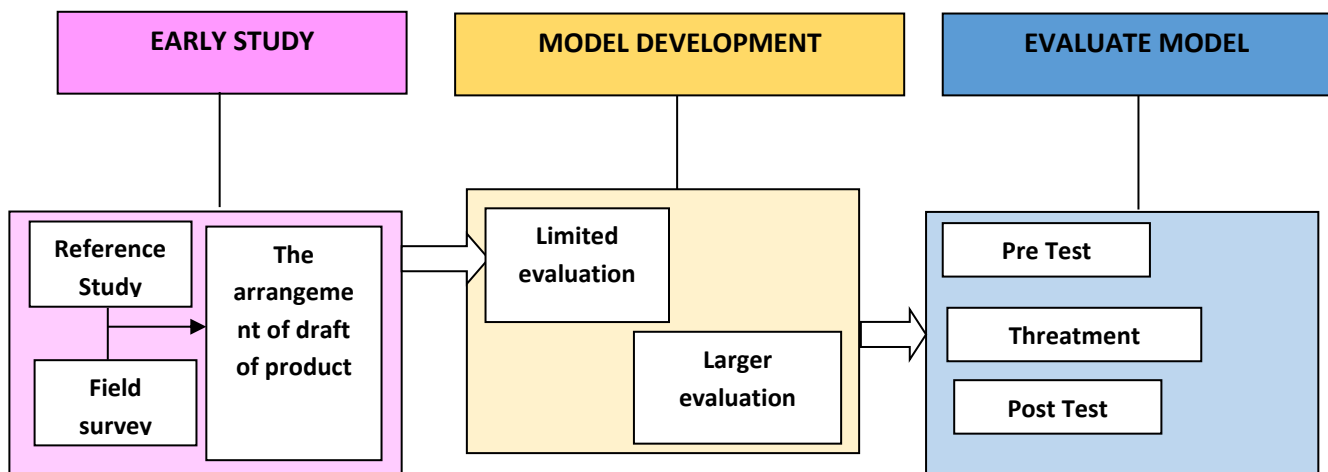 EARLY STUDY
MODEL DEVELOPMENT
EVALUATE MODEL
Reference
Study
Field
survey
The
arrangeme
nt of draft
of product
Limited
evaluation
Larger
evaluation
Pre Test
Threatment
Post Test